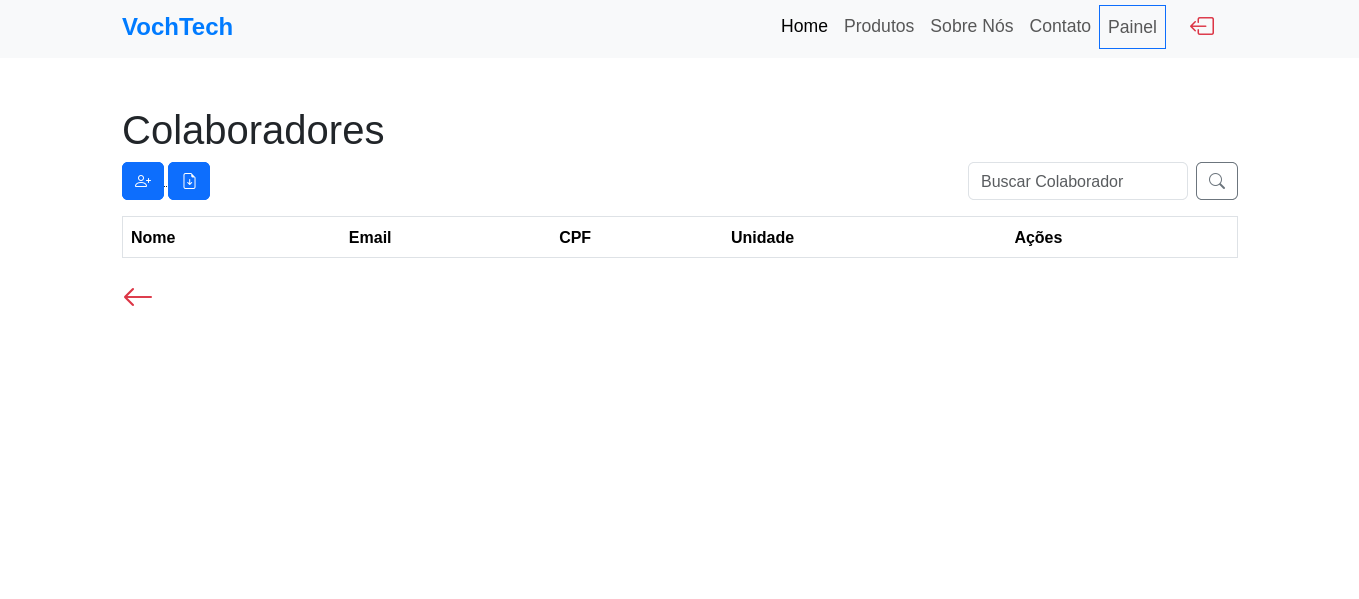 VochTech Home Produtos Sobre Nós Contato Painel
Colaboradores
Buscar Colaborador
Nome Email CPF Unidade Ações